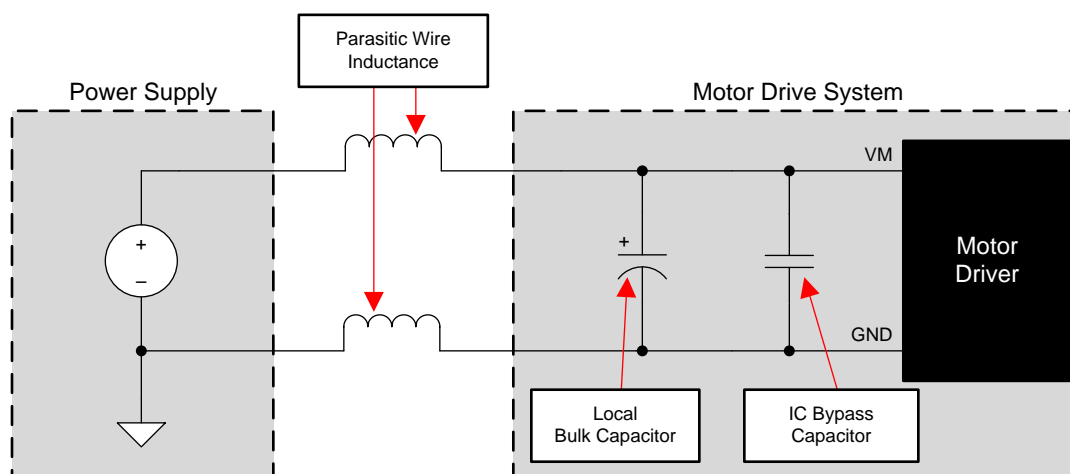 Parasitic Wire
Inductance
Power Supply
Motor Drive System
VM
+
–
+
Motor
Driver
GND
Local
Bulk Capacitor
IC Bypass
Capacitor